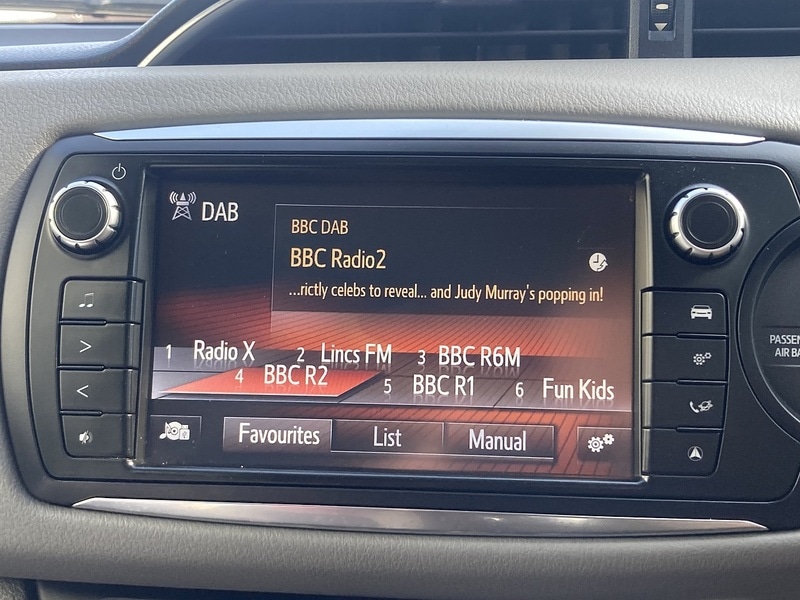 DAB
BBC DAB
BBC Radio2
...rictly celebs to reveal... and Judy Murray's popping in!
1 Radio X 2 Lincs FM 3 BBC R6M
4 BBC R2 5 BBC R1 6 Fun Kids
Favourites List Manual
PASSEN
AIR BA